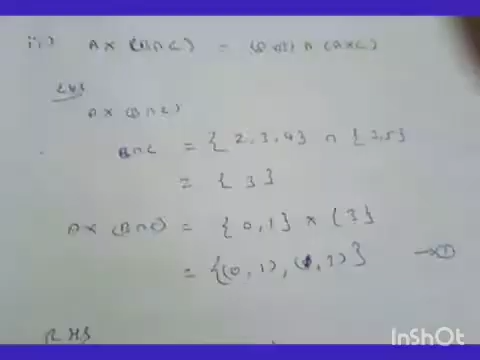 ii.) A × (B∩C) = (A×B) ∩ (A×C)
LHS
A × (B∩C)
B∩C = { 2, 3, 4} ∩ { 3, 5}
= { 3 }
A × (B∩C) = { 0, 1} × { 3 }
= {(0, 3), (1, 3) } → ①
RHS
InShOt